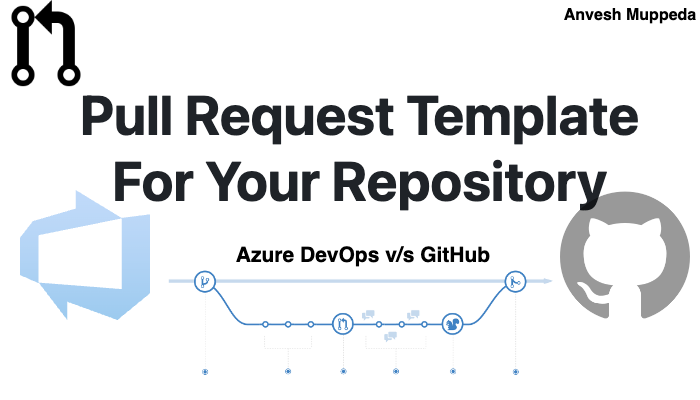 Anvesh Muppeda
Pull Request Template
For Your Repository
Azure DevOps v/s GitHub